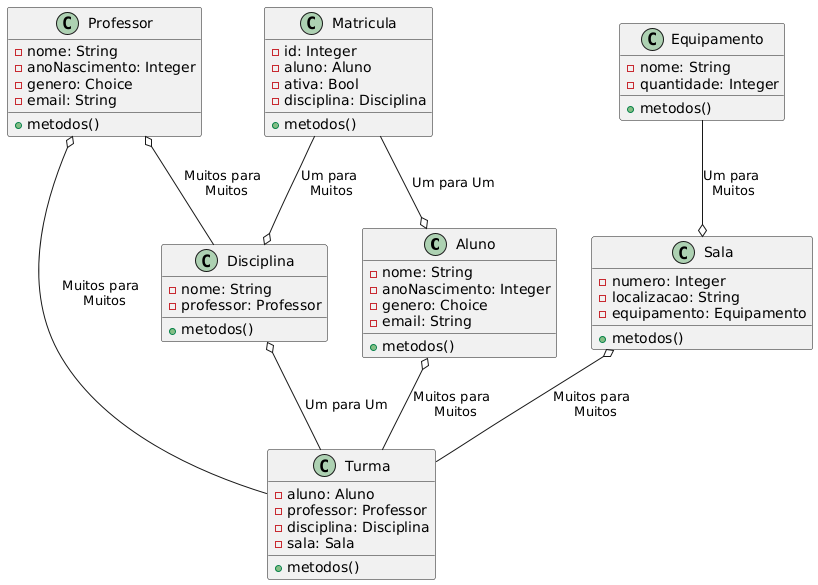 C Professor
nome: String
anoNascimento: Integer
genero: Choice
email: String
metodos()
C Matricula
id: Integer
aluno: Aluno
ativa: Bool
disciplina: Disciplina
metodos()
C Equipamento
nome: String
quantidade: Integer
metodos()
Muitos para
Muitos
Um para
Muitos
Um para Um
Um para
Muitos
C Disciplina
nome: String
professor: Professor
metodos()
C Aluno
nome: String
anoNascimento: Integer
genero: Choice
email: String
metodos()
C Sala
numero: Integer
localizacao: String
equipamento: Equipamento
metodos()
Muitos para
Muitos
Um para Um
Muitos para
Muitos
Muitos para
Muitos
C Turma
aluno: Aluno
professor: Professor
disciplina: Disciplina
sala: Sala
metodos()